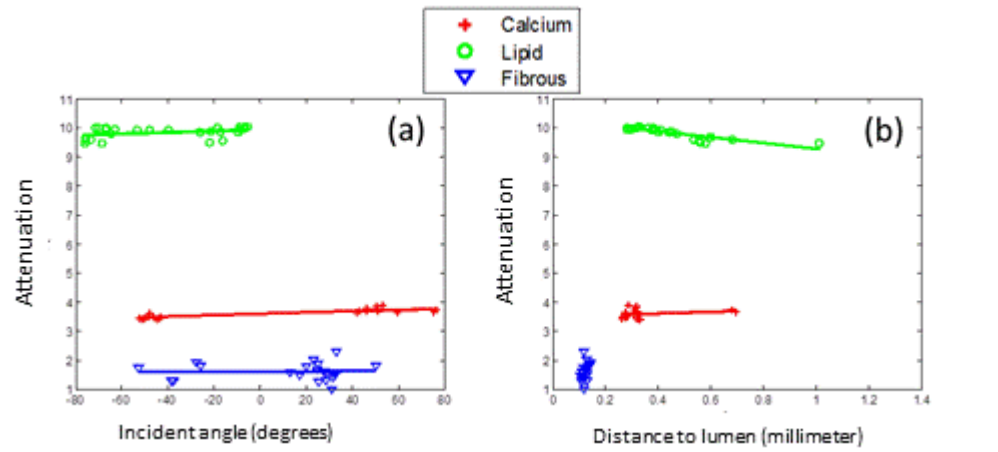 Calcium
Lipid
Fibrous
(a)
11
10
9
8
7
6
5
4
3
2
1
Attenuation
-80 -60 -40 -20 0 20 40 60 80
Incident angle (degrees)
(b)
11
10
9
8
7
6
5
4
3
2
1
Attenuation
0 0.2 0.4 0.6 0.8 1 1.2 1.4
Distance to lumen (millimeter)